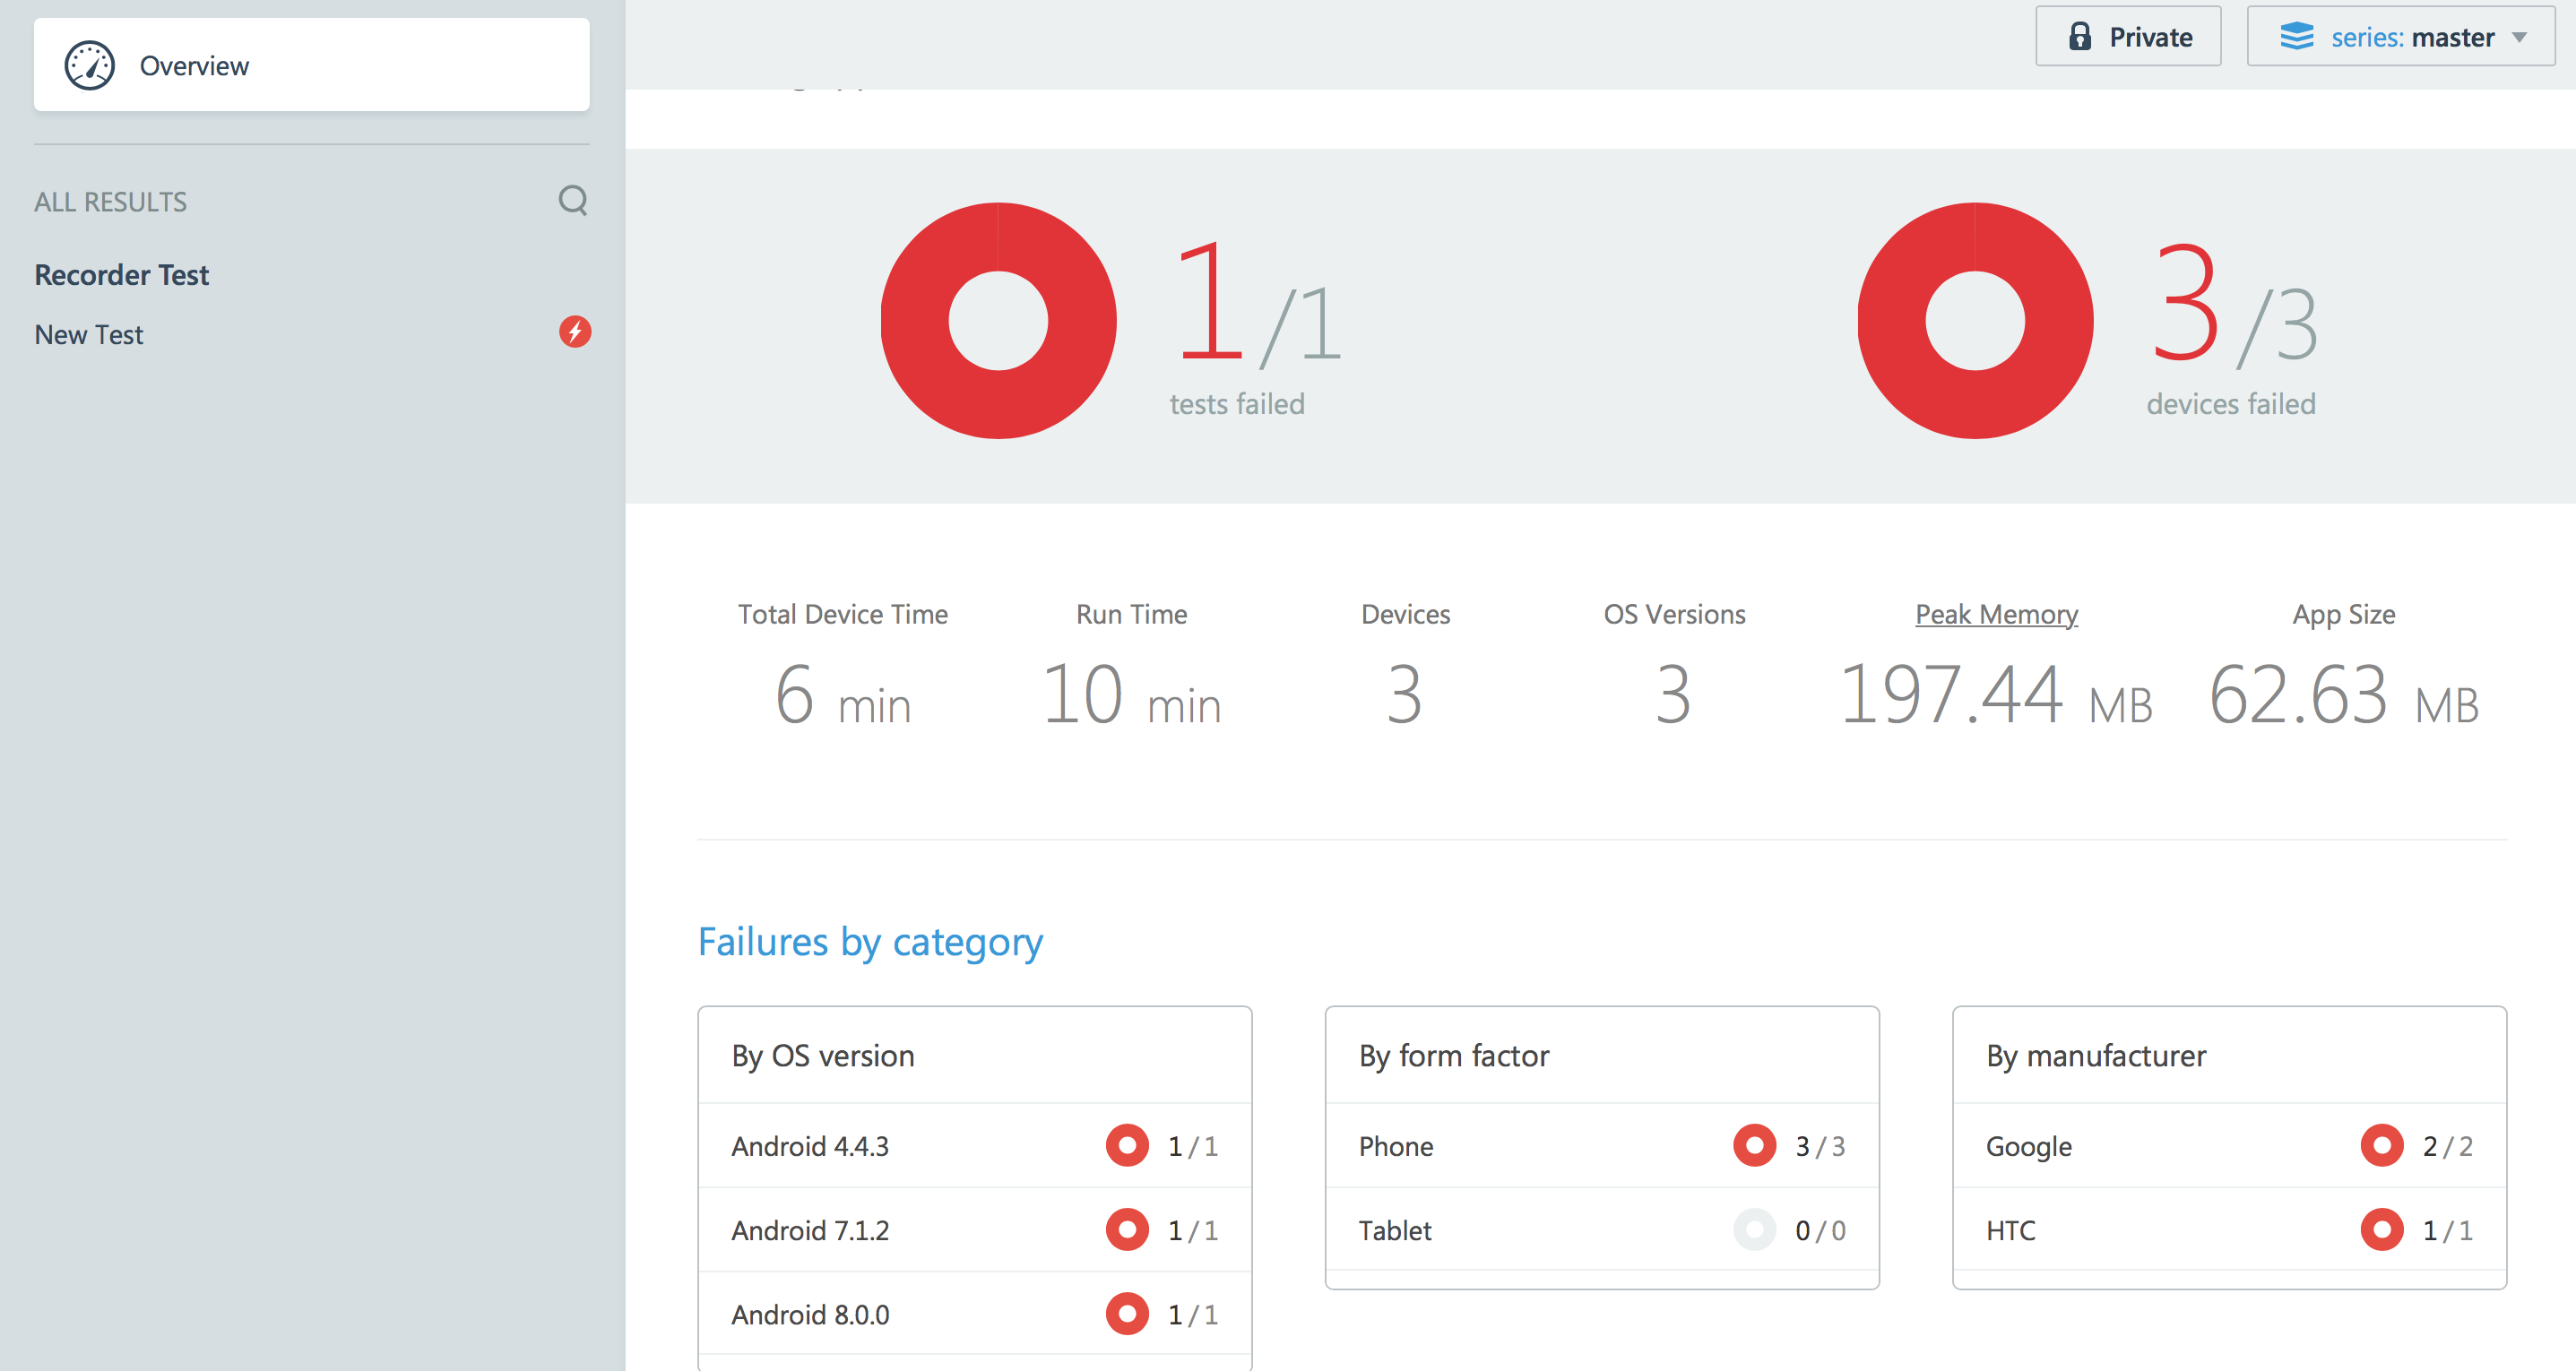 Overview
Private
series: master
ALL RESULTS
Recorder Test
New Test
1/1
tests failed
3/3
devices failed
Total Device Time
6 min
Run Time
10 min
Devices
3
OS Versions
3
Peak Memory
197.44 MB
App Size
62.63 MB
Failures by category
By OS version
Android 4.4.3 1/1
Android 7.1.2 1/1
Android 8.0.0 1/1
By form factor
Phone 3/3
Tablet 0/0
By manufacturer
Google 2/2
HTC 1/1